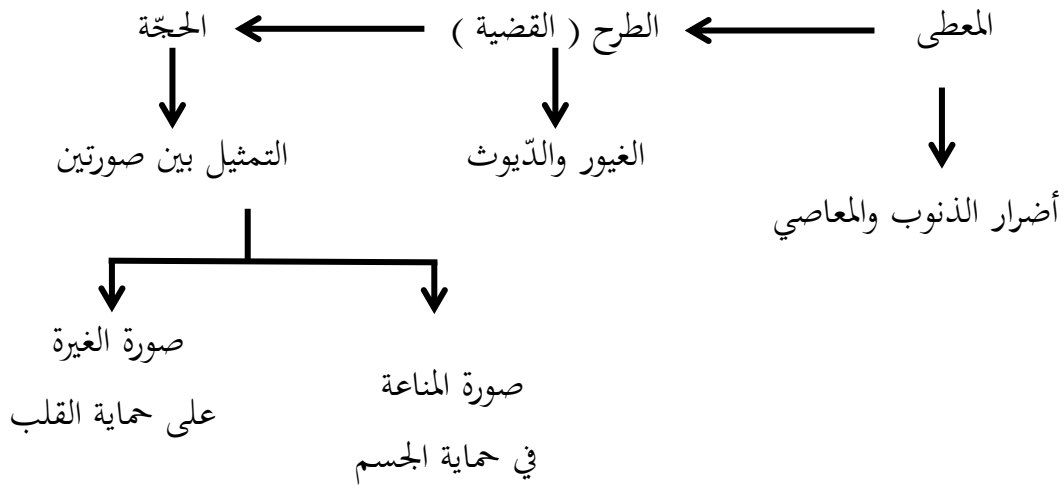 المعطى
الطرح ( القضية )
الحجّة
أضرار الذنوب والمعاصي
الغيور والدّيوث
التمثيل بين صورتين
صورة المناعة
في حماية الجسم
صورة الغيرة
على حماية القلب